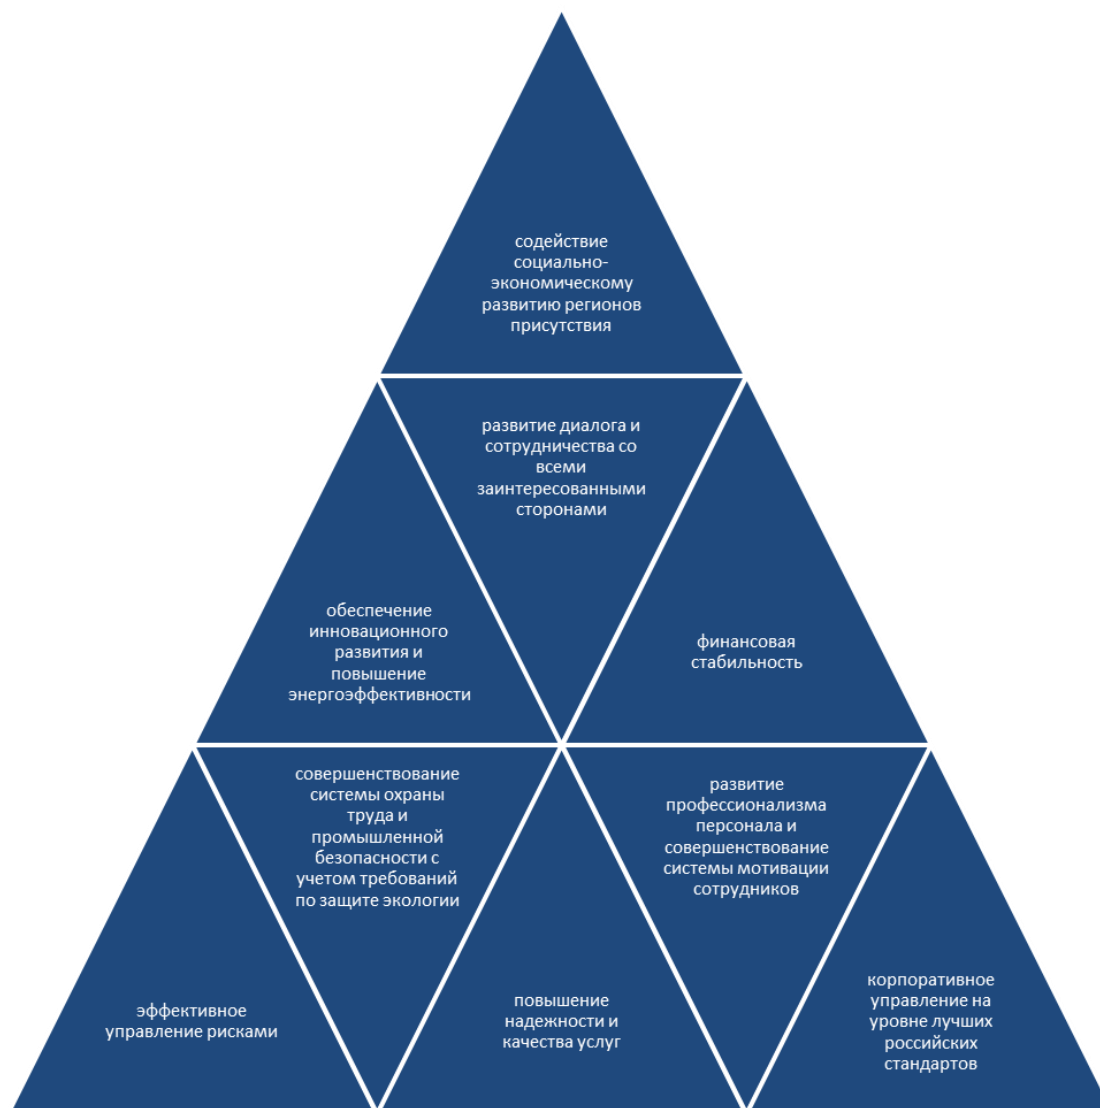 содействие
социально-
экономическому
развитию регионов
присутствия
развитие диалога и
сотрудничества со
всеми
заинтересованными
сторонами
обеспечение
инновационного
развития и
повышение
энергоэффективности
финансовая
стабильность
совершенствование
системы охраны
труда и
промышленной
безопасности с
учетом требований
по защите экологии
развитие
профессионализма
персонала и
совершенствование
системы мотивации
сотрудников
эффективное
управление рисками
повышение
надежности и
качества услуг
корпоративное
управление на
уровне лучших
российских
стандартов